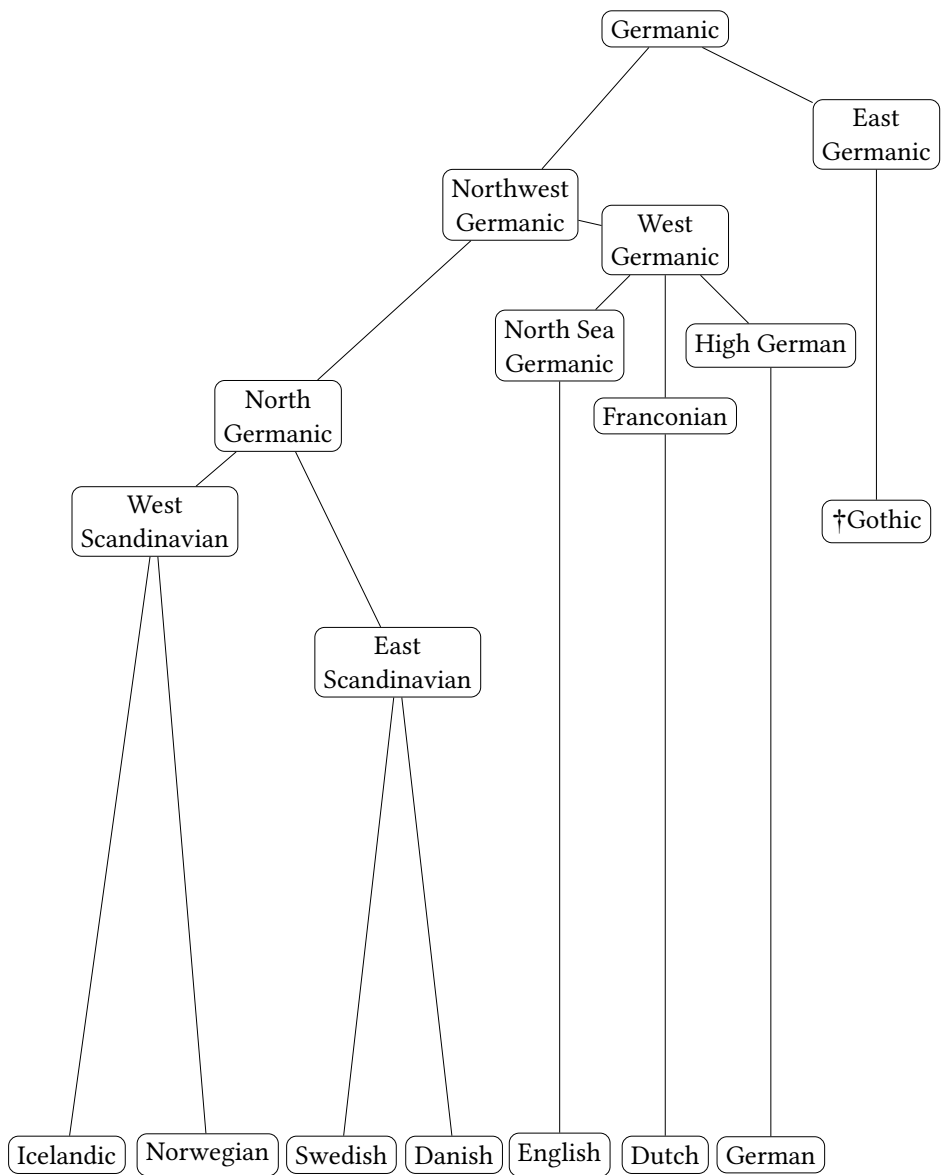 Germanic
East
Germanic
Northwest
Germanic
West
Germanic
North Sea
Germanic
High German
North
Germanic
Franconian
West
Scandinavian
†Gothic
East
Scandinavian
Icelandic
Norwegian
Swedish
Danish
English
Dutch
German